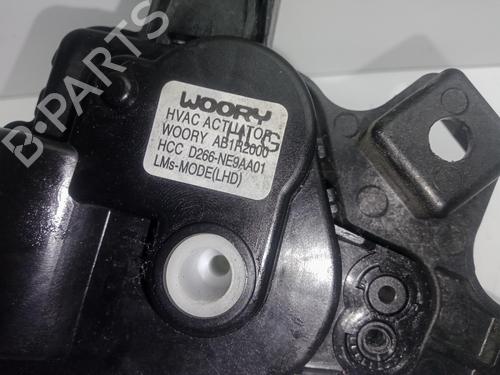 B-PARTS
WOORY
HVAC ACTUATOR
WOORY AB1R2000
HCC D266-NE9AA01
LMs-MODE(LHD)